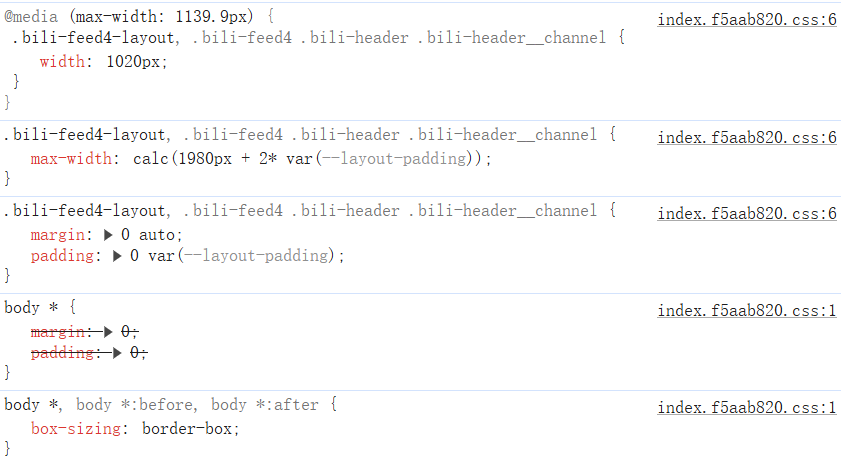 @media (max-width: 1139.9px) {
index.f5aab820.css:6
.bili-feed4-layout, .bili-feed4 .bili-header .bili-header__channel {
width: 1020px;
}
}
.bili-feed4-layout, .bili-feed4 .bili-header .bili-header__channel {
index.f5aab820.css:6
max-width: calc(1980px + 2* var(--layout-padding));
}
.bili-feed4-layout, .bili-feed4 .bili-header .bili-header__channel {
index.f5aab820.css:6
margin: ▶ 0 auto;
padding: ▶ 0 var(--layout-padding);
}
body * {
index.f5aab820.css:1
margin: ▶ 0;
padding: ▶ 0;
}
body *, body *:before, body *:after {
index.f5aab820.css:1
box-sizing: border-box;
}